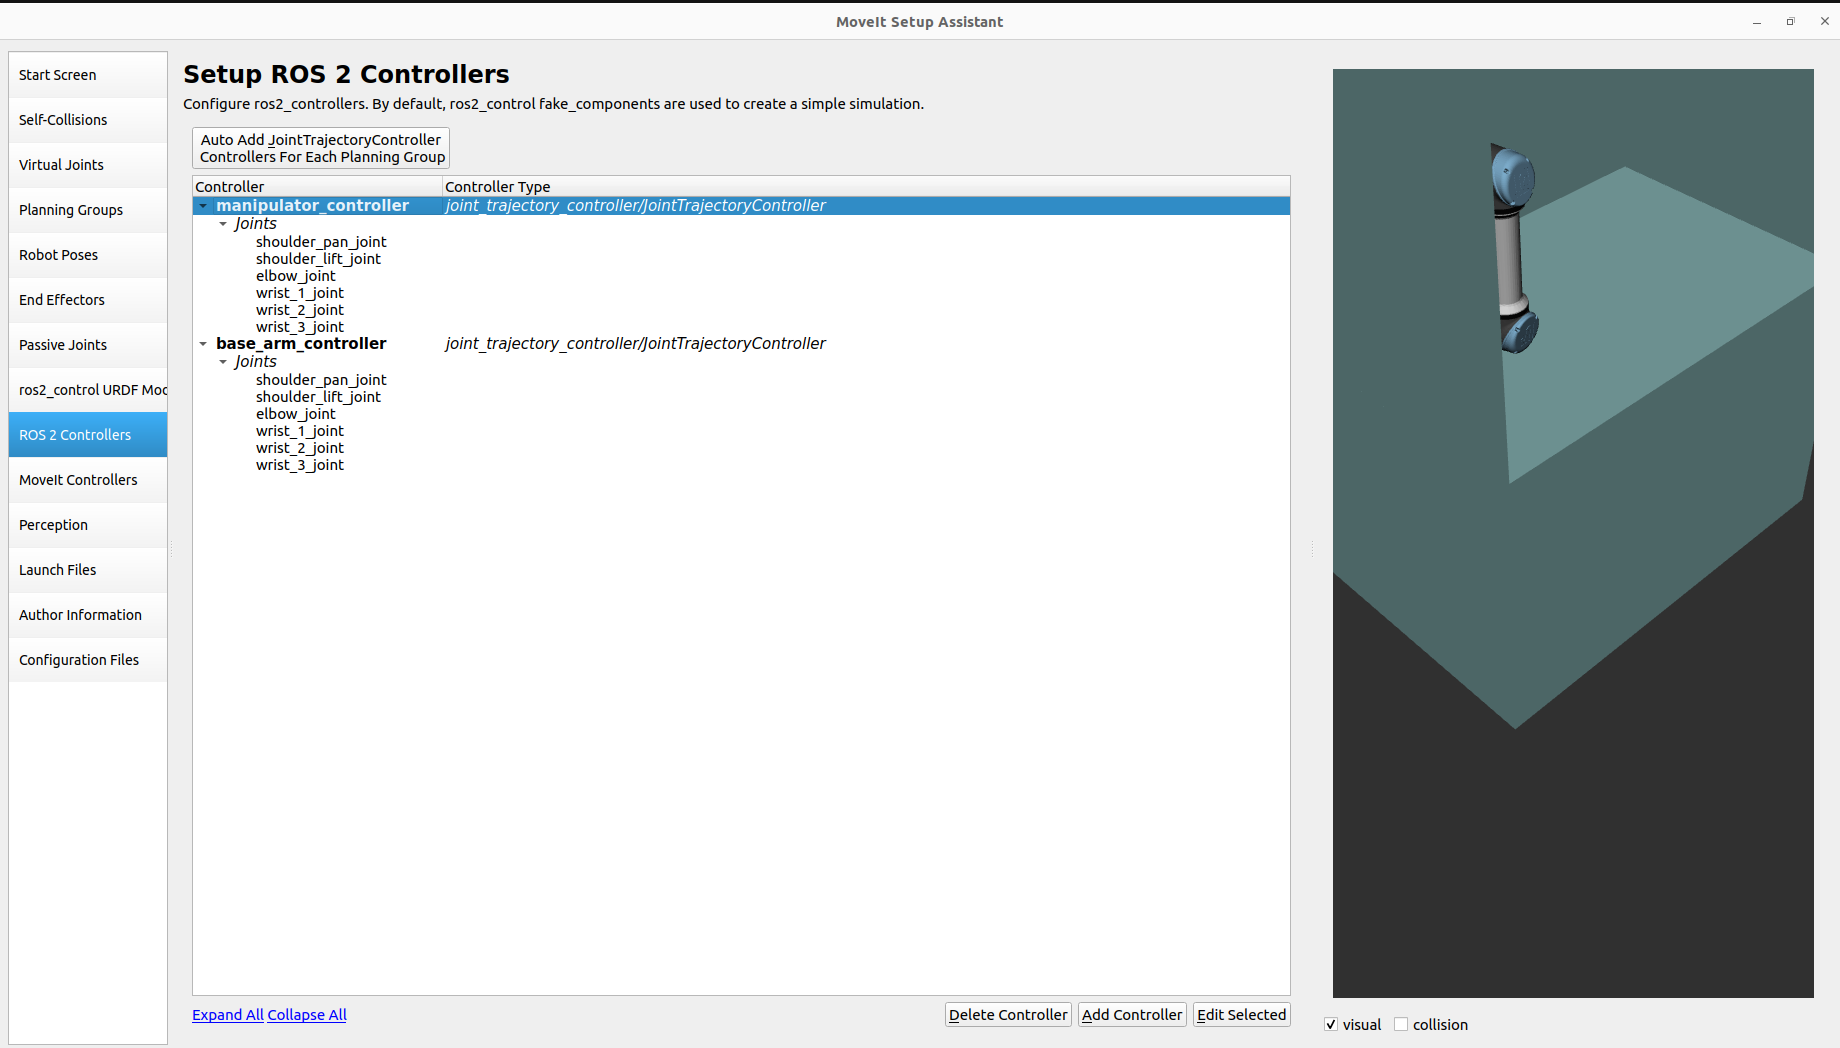 MoveIt Setup Assistant
Start Screen
Self-Collisions
Virtual Joints
Planning Groups
Robot Poses
End Effectors
Passive Joints
ros2_control URDF Moc
ROS 2 Controllers
MoveIt Controllers
Perception
Launch Files
Author Information
Configuration Files
Setup ROS 2 Controllers
Configure ros2_controllers. By default, ros2_control fake_components are used to create a simple simulation.
Auto Add JointTrajectoryController
Controllers For Each Planning Group
Controller Controller Type
manipulator_controller joint_trajectory_controller/JointTrajectoryController
Joints
shoulder_pan_joint
shoulder_lift_joint
elbow_joint
wrist_1_joint
wrist_2_joint
wrist_3_joint
base_arm_controller joint_trajectory_controller/JointTrajectoryController
Joints
shoulder_pan_joint
shoulder_lift_joint
elbow_joint
wrist_1_joint
wrist_2_joint
wrist_3_joint
Expand All Collapse All
Delete Controller Add Controller Edit Selected
visual collision